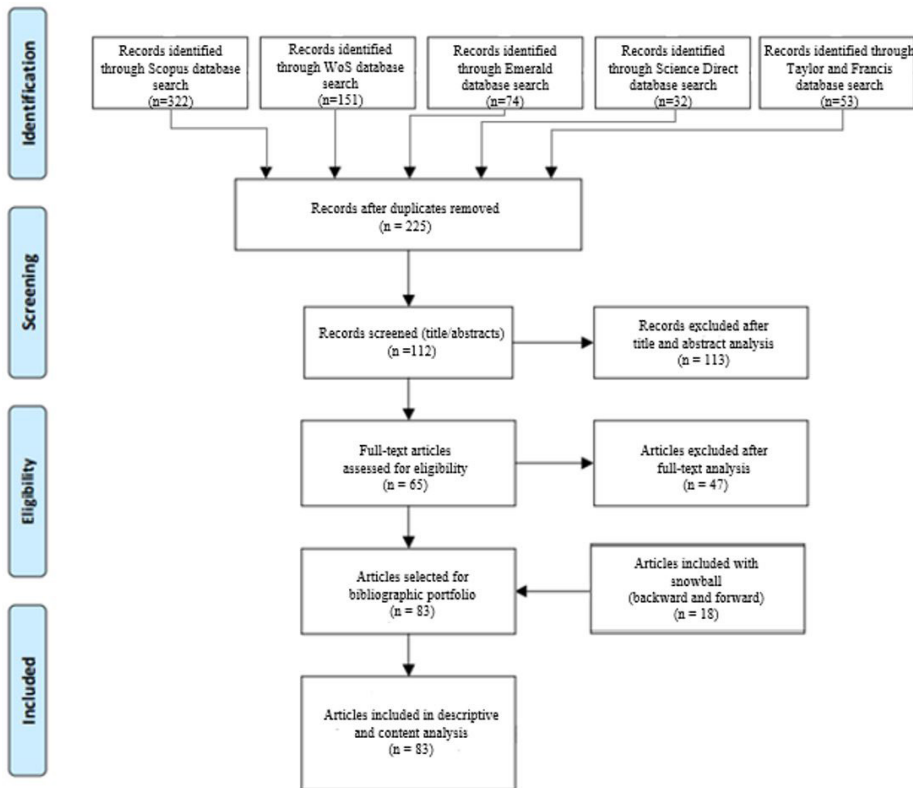 Identification
Records identified
through Scopus database
search
(n=322)
Records identified
through WoS database
search
(n=151)
Records identified
through Emerald
database search
(n=74)
Records identified
through Science Direct
database search
(n=32)
Records identified through
Taylor and Francis
database search
(n=53)
Records after duplicates removed
(n = 225)
Screening
Records screened (title/abstracts)
(n =112)
Records excluded after
title and abstract analysis
(n = 113)
Eligibility
Full-text articles
assessed for eligibility
(n = 65)
Articles excluded after
full-text analysis
(n = 47)
Articles selected for
bibliographic portfolio
(n = 83)
Articles included with
snowball
(backward and forward)
(n = 18)
Included
Articles included in descriptive
and content analysis
(n = 83)